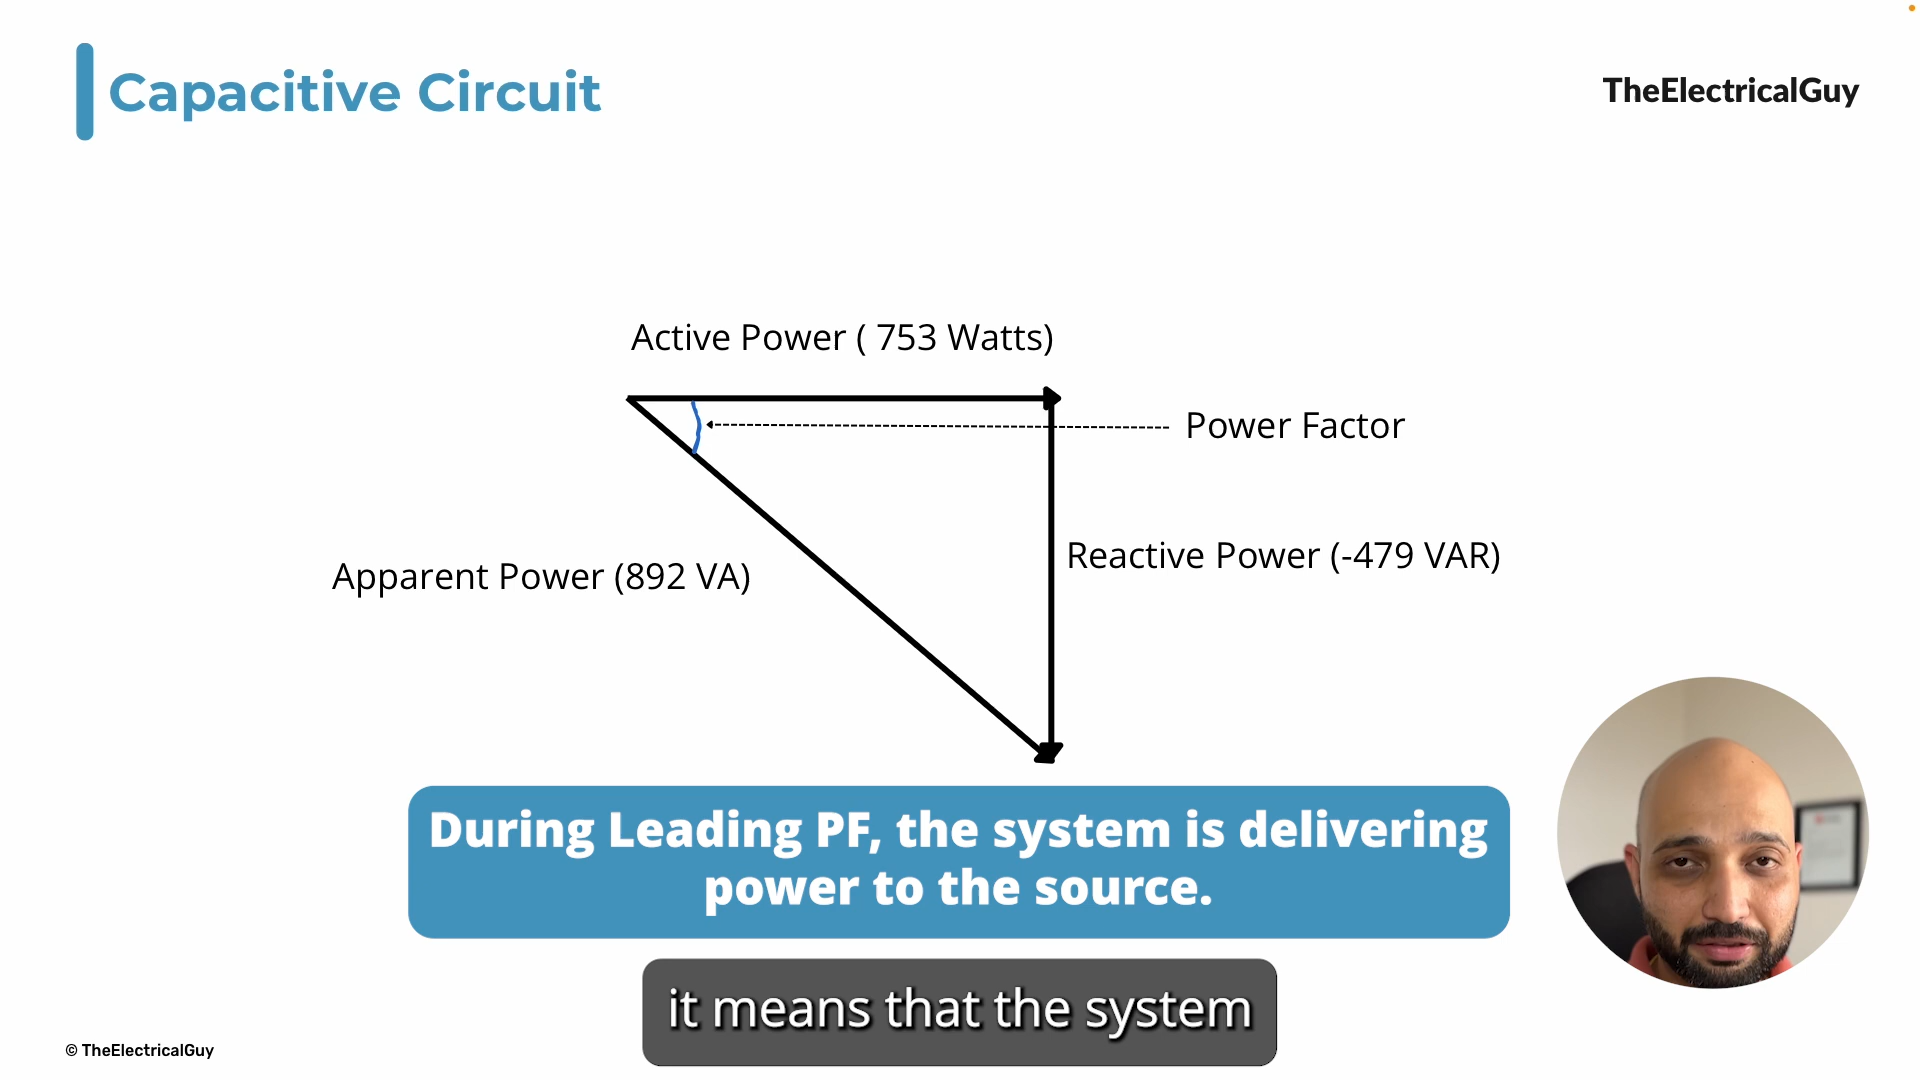 Capacitive Circuit
TheElectricalGuy
Active Power ( 753 Watts)
Power Factor
Reactive Power (-479 VAR)
Apparent Power (892 VA)
During Leading PF, the system is delivering
power to the source.
it means that the system
© TheElectricalGuy